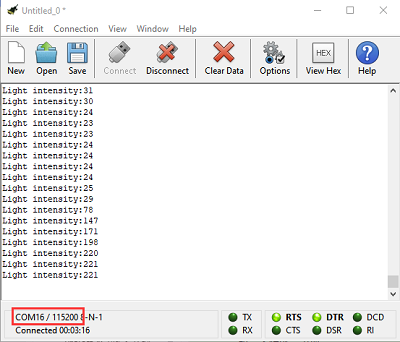 Untitled_0 *
File Edit Connection View Window Help
New Open Save Connect Disconnect Clear Data Options HEX View Hex ? Help
Light intensity:31
Light intensity:30
Light intensity:24
Light intensity:23
Light intensity:23
Light intensity:24
Light intensity:24
Light intensity:24
Light intensity:24
Light intensity:25
Light intensity:29
Light intensity:78
Light intensity:147
Light intensity:171
Light intensity:198
Light intensity:220
Light intensity:221
Light intensity:221
COM16 / 115200 8-N-1
Connected 00:03:16
TX RTS DTR DCD
RX CTS DSR RI